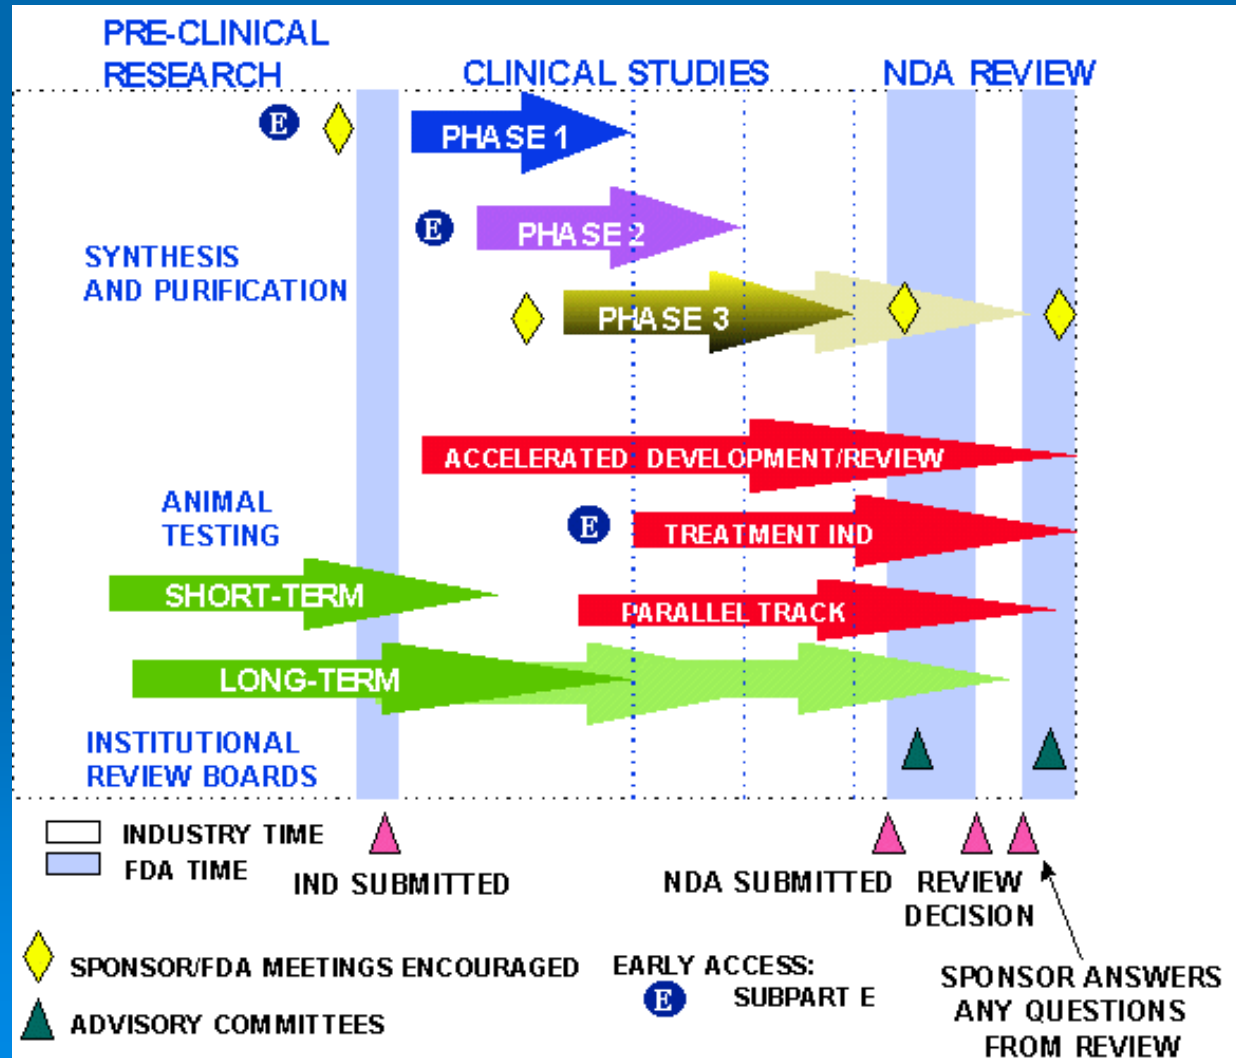 PRE-CLINICAL
RESEARCH
CLINICAL STUDIES
NDA REVIEW
E
PHASE 1
E
PHASE 2
SYNTHESIS
AND PURIFICATION
PHASE 3
ACCELERATED DEVELOPMENT/REVIEW
ANIMAL
TESTING
E
TREATMENT IND
SHORT-TERM
PARALLEL TRACK
LONG-TERM
INSTITUTIONAL
REVIEW BOARDS
INDUSTRY TIME
FDA TIME
IND SUBMITTED
NDA SUBMITTED
REVIEW
DECISION
SPONSOR/FDA MEETINGS ENCOURAGED
ADVISORY COMMITTEES
EARLY ACCESS:
E SUBPART E
SPONSOR ANSWERS
ANY QUESTIONS
FROM REVIEW